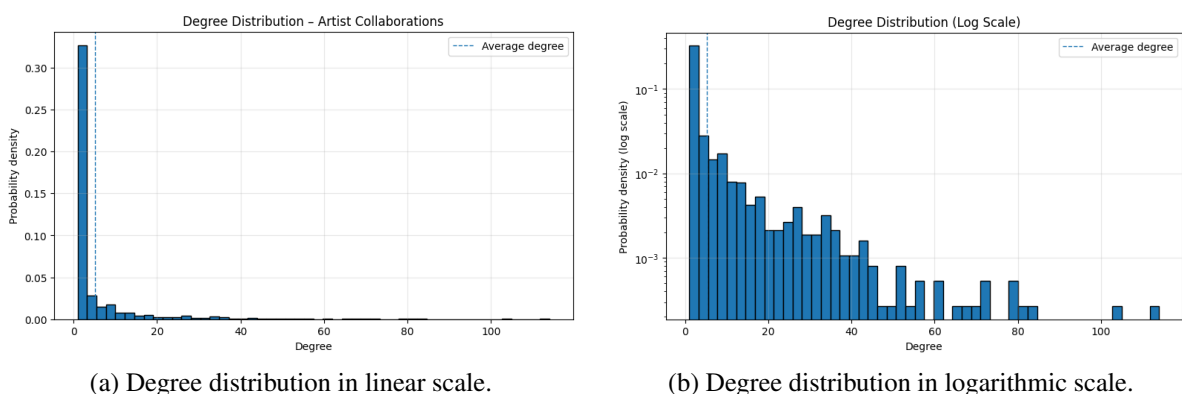 Degree Distribution – Artist Collaborations
Average degree
0.30
0.25
0.20
0.15
0.10
0.05
0.00
Probability density
0 20 40 60 80 100
Degree
(a) Degree distribution in linear scale.
Degree Distribution (Log Scale)
Average degree
10⁻¹
10⁻²
10⁻³
Probability density (log scale)
0 20 40 60 80 100
Degree
(b) Degree distribution in logarithmic scale.